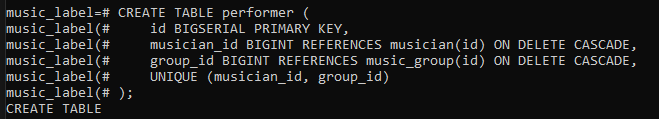 music_label=# CREATE TABLE performer (
music_label(#     id BIGSERIAL PRIMARY KEY,
music_label(#     musician_id BIGINT REFERENCES musician(id) ON DELETE CASCADE,
music_label(#     group_id BIGINT REFERENCES music_group(id) ON DELETE CASCADE,
music_label(#     UNIQUE (musician_id, group_id)
music_label(# );
CREATE TABLE